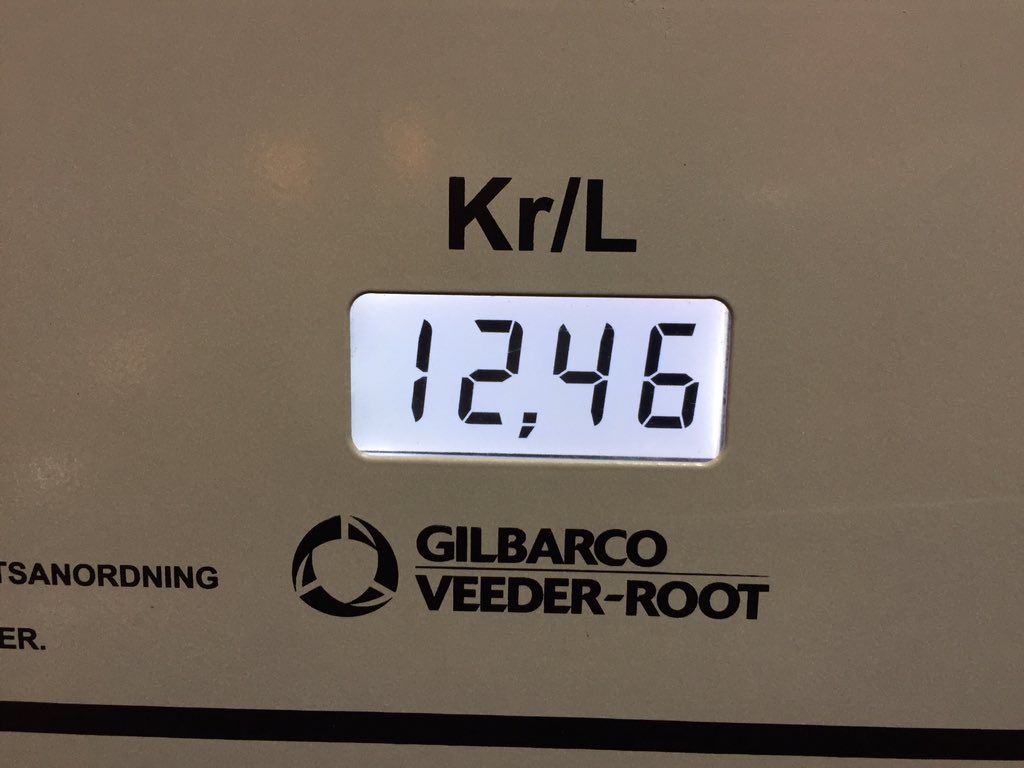 Kr/L
12,46
GILBARCO
VEEDER-ROOT
TSANORDNING
ER.